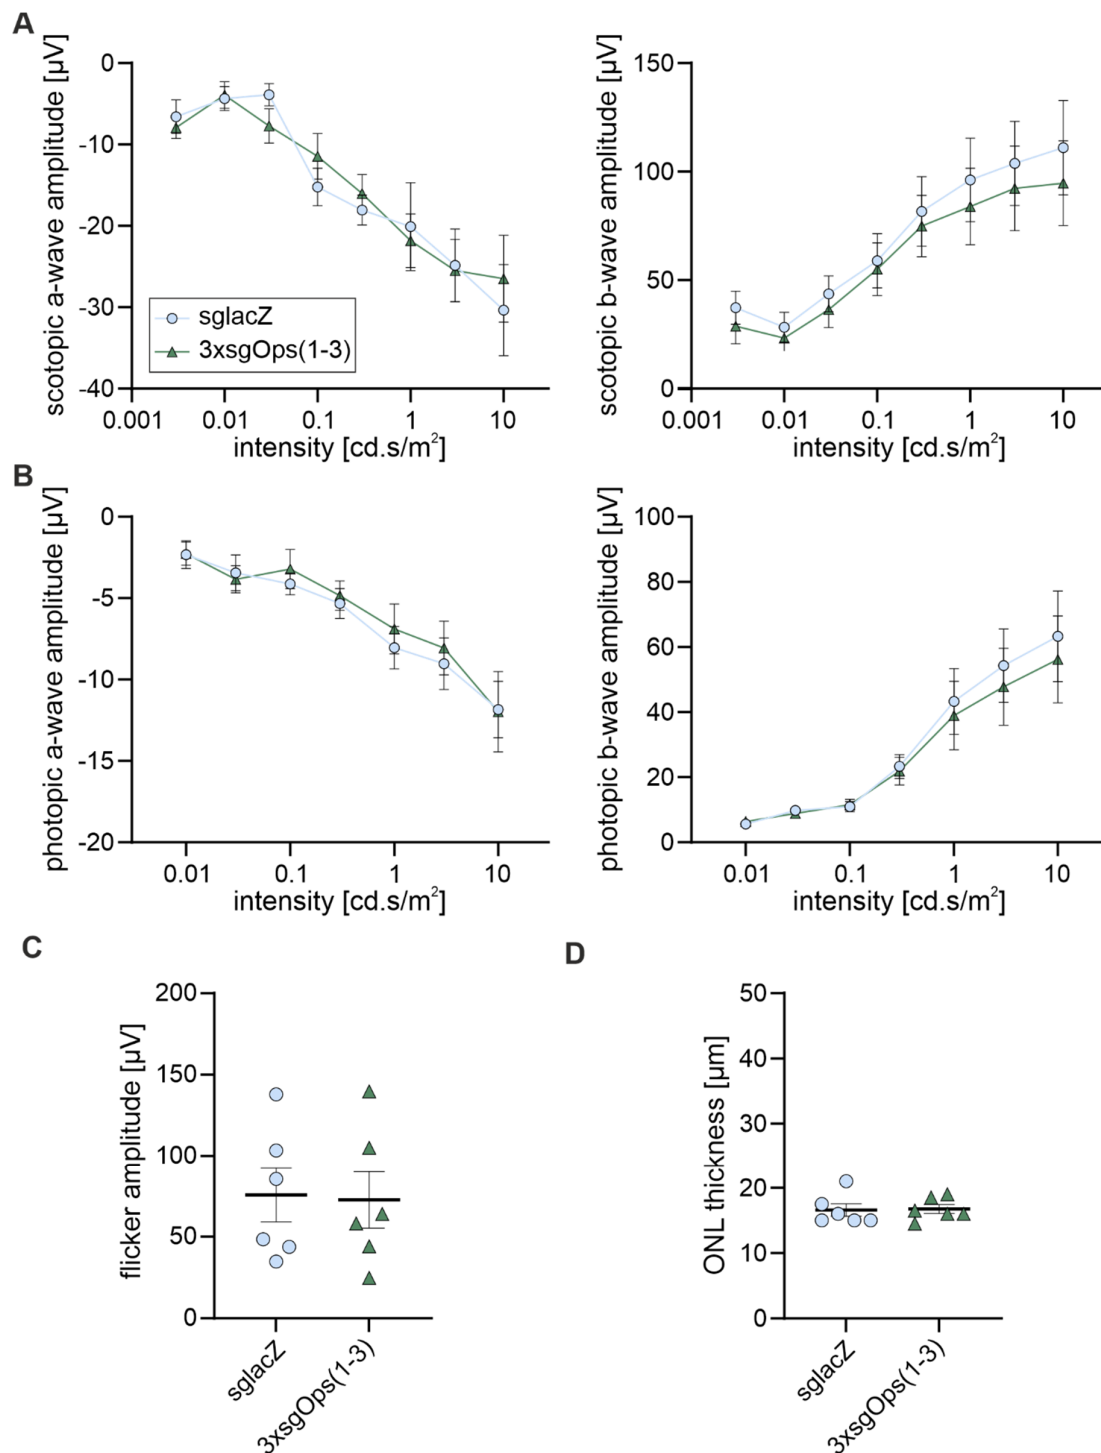 A
scotopic a-wave amplitude [µV]
0
-10
-20
-30
-40
sglacZ
3xsgOps(1-3)
0.001 0.01 0.1 1 10
intensity [cd.s/m²]
scotopic b-wave amplitude [µV]
150
100
50
0
0.001 0.01 0.1 1 10
intensity [cd.s/m²]
B
photopic a-wave amplitude [µV]
0
-5
-10
-15
-20
0.01 0.1 1 10
intensity [cd.s/m²]
photopic b-wave amplitude [µV]
100
80
60
40
20
0
0.01 0.1 1 10
intensity [cd.s/m²]
C
flicker amplitude [µV]
200
150
100
50
0
sglacZ
3xsgOps(1-3)
D
ONL thickness [µm]
50
40
30
20
10
0
sglacZ
3xsgOps(1-3)